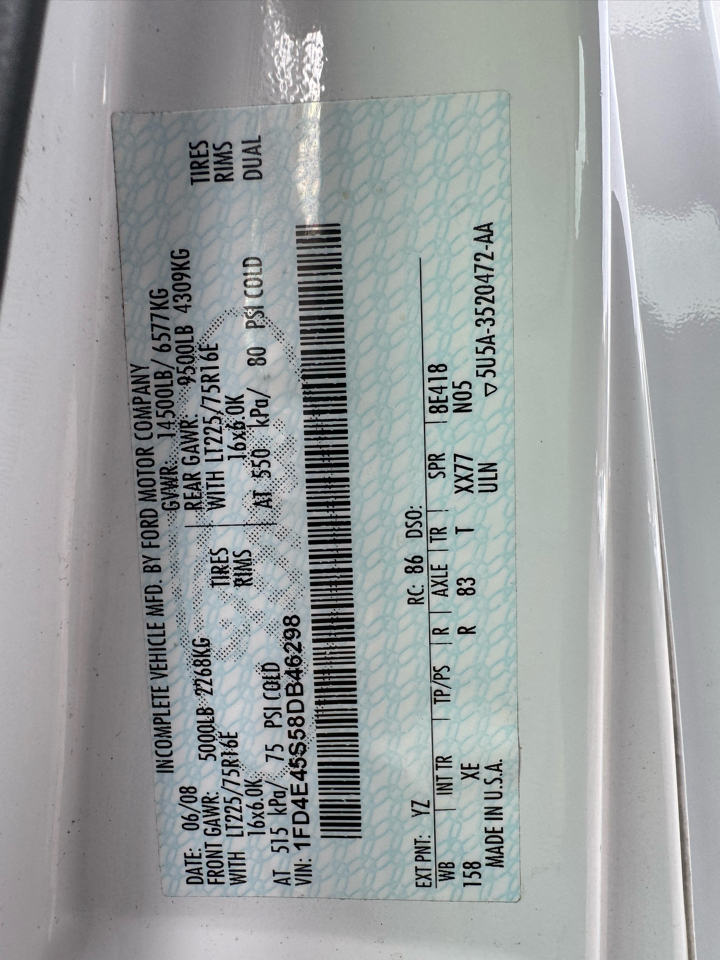 INCOMPLETE VEHICLE MFD. BY FORD MOTOR COMPANY
DATE: 06/08 GVWR: 14500LB/ 6577KG
FRONT GAWR: 5000LB 2268KG REAR GAWR: 9500LB 4309KG
WITH LT225/75R16E TIRES WITH LT225/75R16E TIRES
16x6.0K RIMS 16x6.0K RIMS
AT 515 kPa/ 75 PSI COLD AT 550 kPa/ 80 PSI COLD DUAL
VIN: 1FD4E45S58DB46298
EXT PNT: YZ RC: 86 DSO:
WB INT TR TP/PS R AXLE TR SPR 8E418
158 XE R 83 T XX77 N05
MADE IN U.S.A. ULN
▽5U5A-3520472-AA